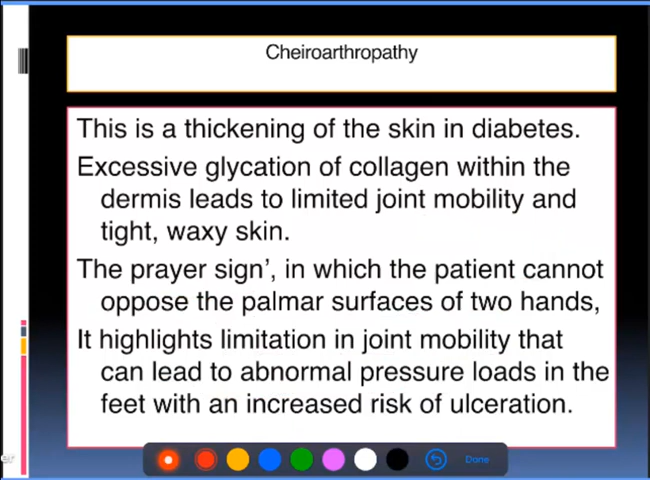 Cheiroarthropathy
This is a thickening of the skin in diabetes.
Excessive glycation of collagen within the
dermis leads to limited joint mobility and
tight, waxy skin.
The prayer sign’, in which the patient cannot
oppose the palmar surfaces of two hands,
It highlights limitation in joint mobility that
can lead to abnormal pressure loads in the
feet with an increased risk of ulceration.
Done